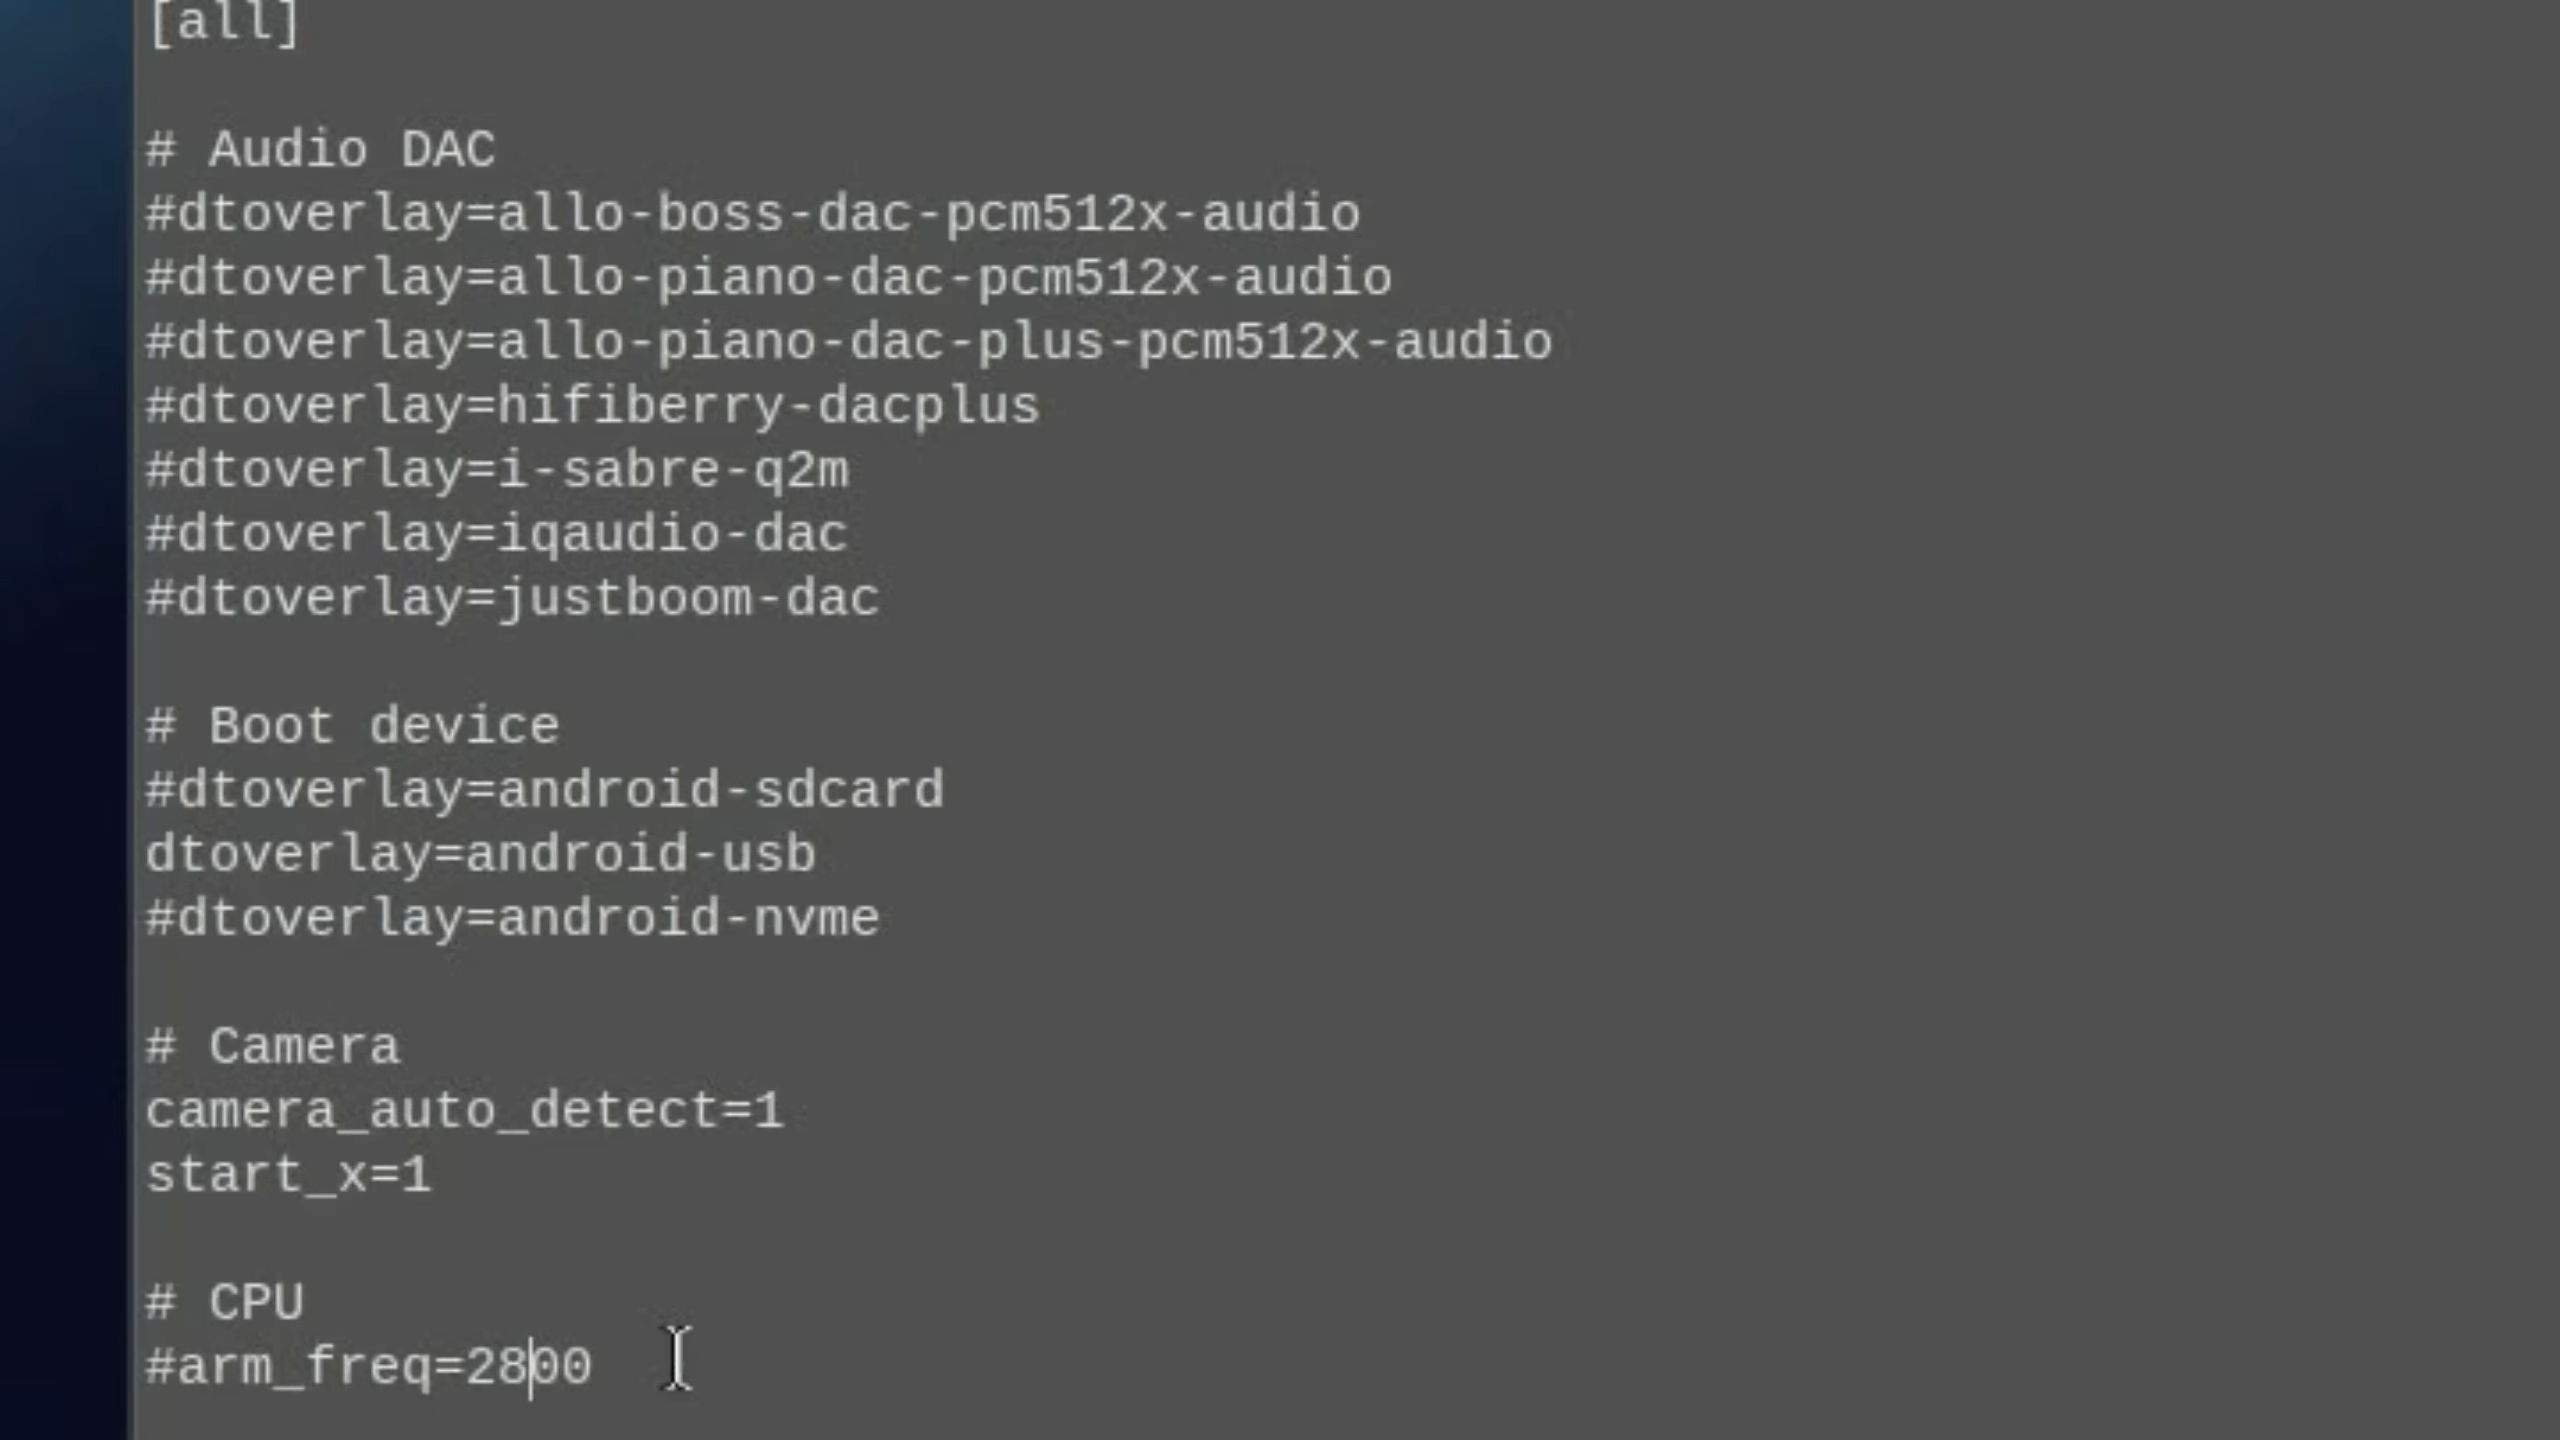 [all]
# Audio DAC
#dtoverlay=allo-boss-dac-pcm512x-audio
#dtoverlay=allo-piano-dac-pcm512x-audio
#dtoverlay=allo-piano-dac-plus-pcm512x-audio
#dtoverlay=hifiberry-dacplus
#dtoverlay=i-sabre-q2m
#dtoverlay=iqaudio-dac
#dtoverlay=justboom-dac
# Boot device
#dtoverlay=android-sdcard
dtoverlay=android-usb
#dtoverlay=android-nvme
# Camera
camera_auto_detect=1
start_x=1
# CPU
#arm_freq=2800